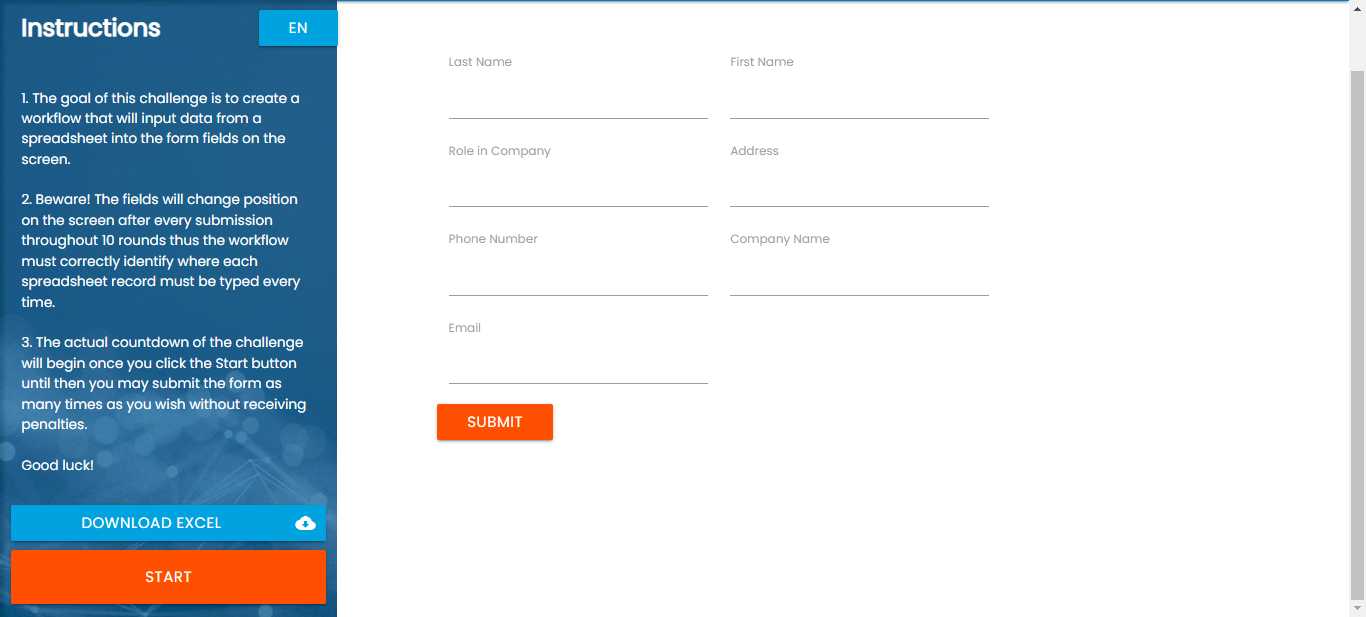 Instructions
EN
1. The goal of this challenge is to create a
workflow that will input data from a
spreadsheet into the form fields on the
screen.
2. Beware! The fields will change position
on the screen after every submission
throughout 10 rounds thus the workflow
must correctly identify where each
spreadsheet record must be typed every
time.
3. The actual countdown of the challenge
will begin once you click the Start button
until then you may submit the form as
many times as you wish without receiving
penalties.
Good luck!
DOWNLOAD EXCEL
START
Last Name
First Name
Role in Company
Address
Phone Number
Company Name
Email
SUBMIT